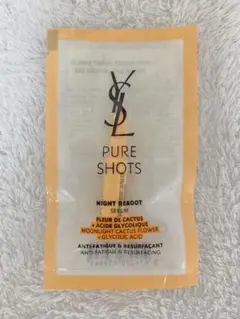 YSL
PURE
SHOTS
NIGHT REBOOT
SERUM
FLEUR DE CACTUS
+ ACIDE GLYCOLIQUE
MOONLIGHT CACTUS FLOWER
+ GLYCOLIC ACID
ANTI-FATIGUE & RESURFAÇANT
ANTI-FATIGUE & RESURFACING